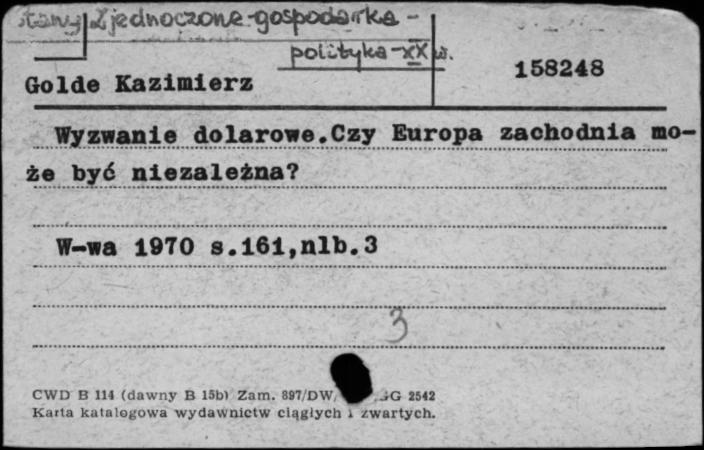 Stany Zjednoczone-gospodarka-
polityka-XX w.
158248
Golde Kazimierz
Wyzwanie dolarowe.Czy Europa zachodnia mo-
że być niezależna?
W-wa 1970 s.161,nlb.3
3
CWD B 114 (dawny B 15b) Zam. 897/DW, G 2542
Karta katalogowa wydawnictw ciągłych i zwartych.